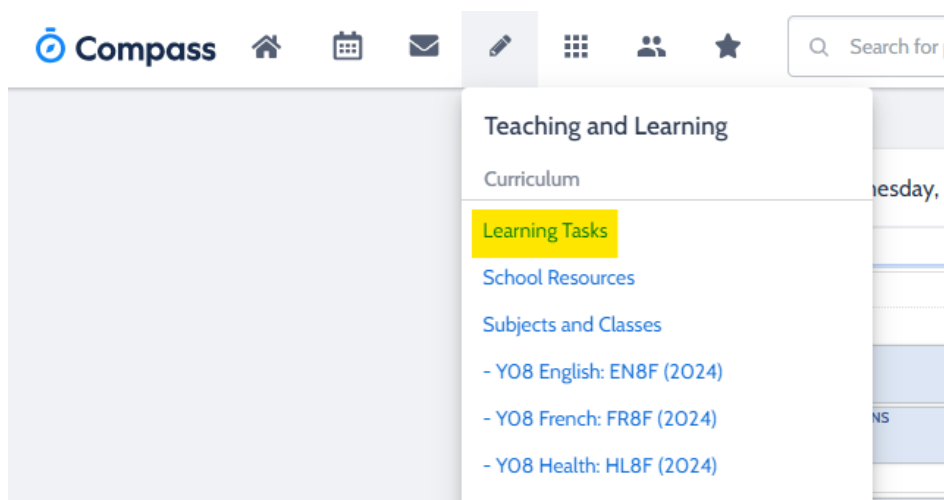 Compass
Search for
Teaching and Learning
Curriculum
Learning Tasks
School Resources
Subjects and Classes
- Y08 English: EN8F (2024)
- Y08 French: FR8F (2024)
- Y08 Health: HL8F (2024)
nesday,
NS